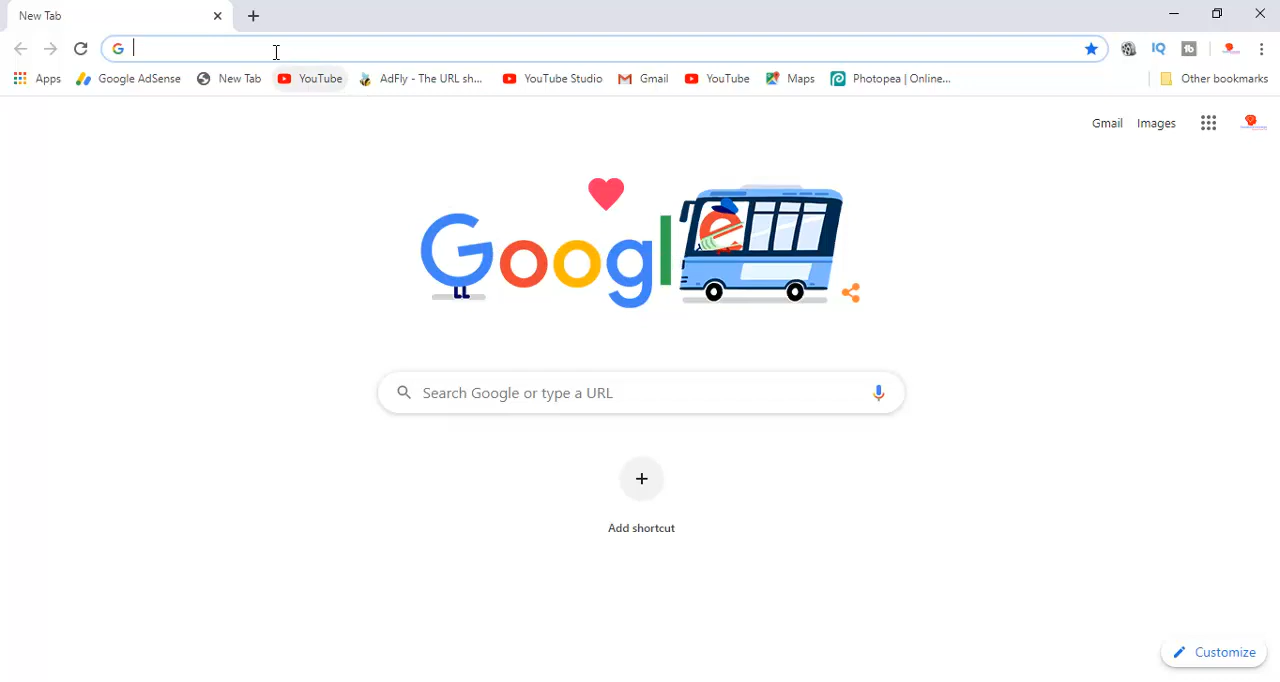 New Tab
IQ
Apps Google AdSense New Tab YouTube AdFly - The URL sh... YouTube Studio Gmail YouTube Maps Photopea | Online... Other bookmarks
Gmail Images
Google
Search Google or type a URL
Add shortcut
Customize